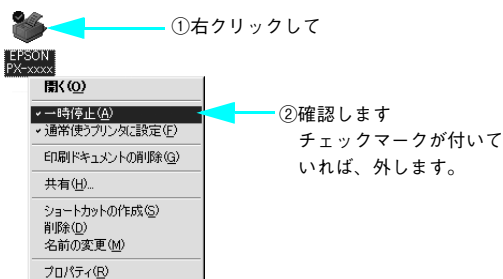 ①右クリックして
EPSON
PX-xxxx
開く(O)
一時停止(A)
通常使うプリンタに設定(F)
印刷ドキュメントの削除(G)
共有(H)...
ショートカットの作成(S)
削除(D)
名前の変更(M)
プロパティ(R)
②確認します
チェックマークが付いて
いれば、外します。